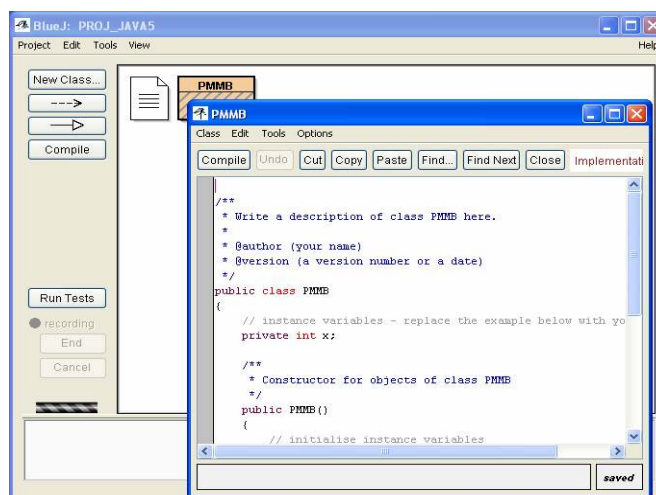 BlueJ: PROJ_JAVA5
Project Edit Tools View Help
New Class...
--->
Compile
PMMB
PMMB
Class Edit Tools Options
Compile Undo Cut Copy Paste Find... Find Next Close Implementati
/**
* Write a description of class PMMB here.
*
* @author (your name)
* @version (a version number or a date)
*/
public class PMMB
{
// instance variables - replace the example below with yo
private int x;
/**
* Constructor for objects of class PMMB
*/
public PMMB()
{
// initialise instance variables
Run Tests
recording
End
Cancel
saved